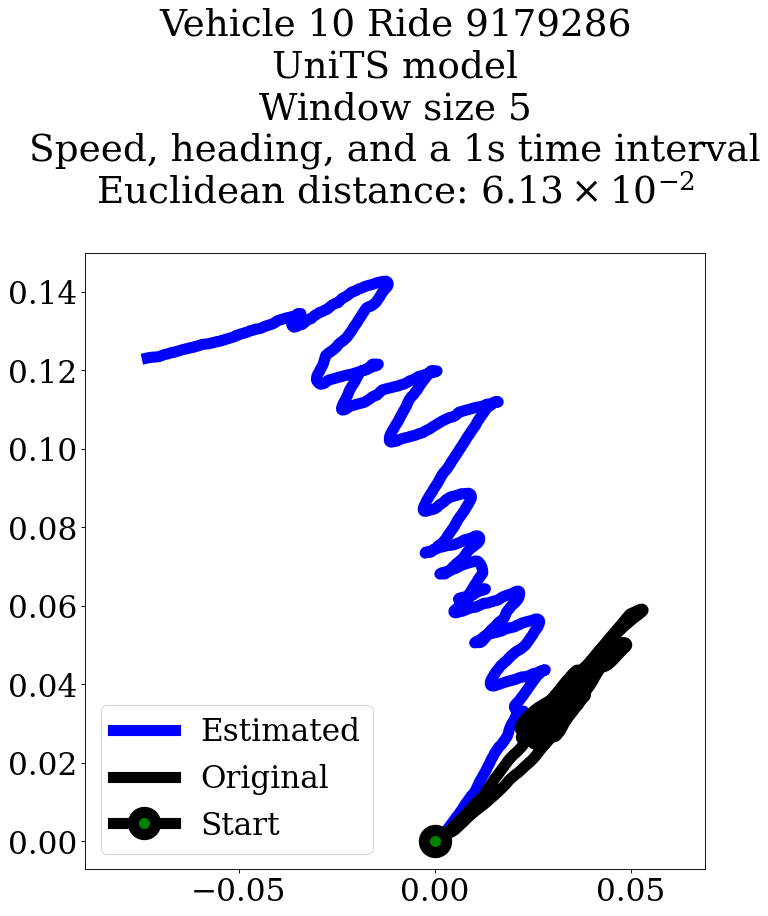 Vehicle 10 Ride 9179286
UniTS model
Window size 5
Speed, heading, and a 1s time interval
Euclidean distance: 6.13 × 10⁻²
0.14
0.12
0.10
0.08
0.06
0.04
0.02
0.00
Estimated
Original
Start
−0.05
0.00
0.05